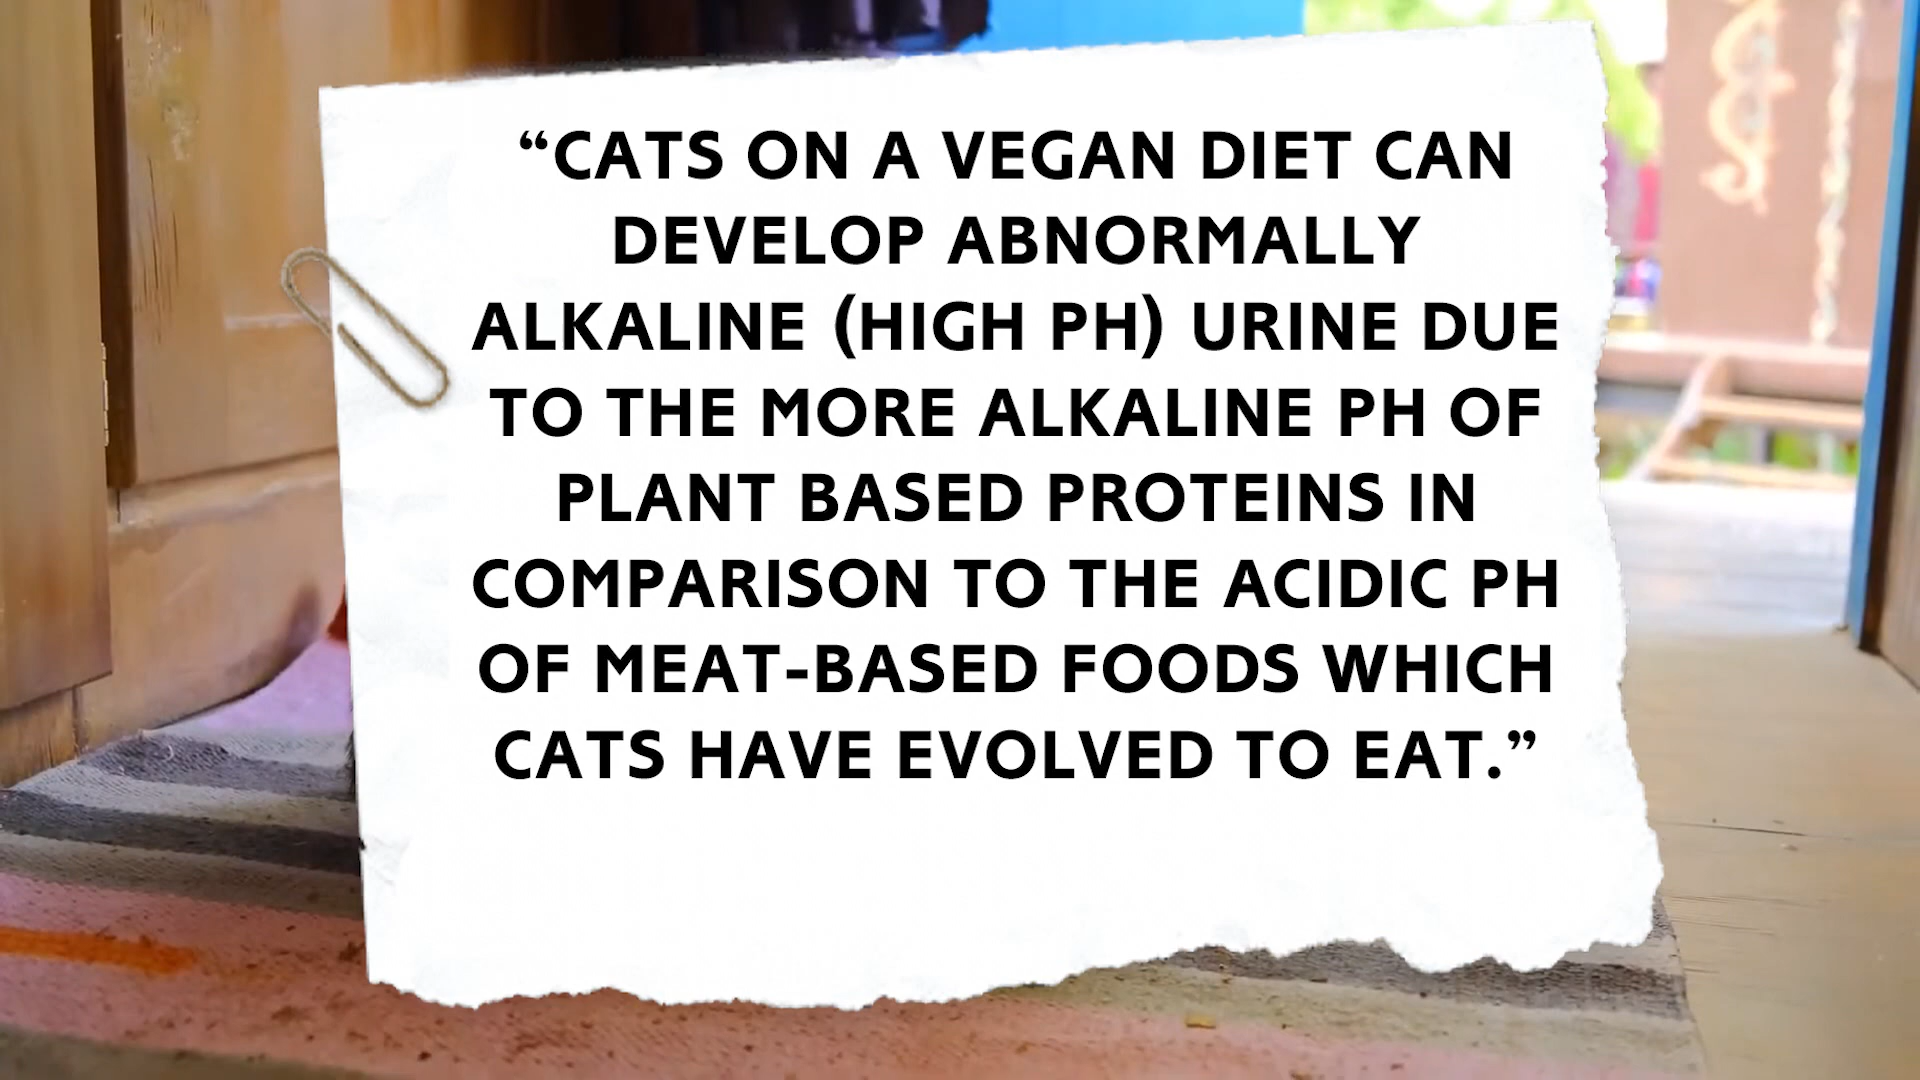 “CATS ON A VEGAN DIET CAN
DEVELOP ABNORMALLY
ALKALINE (HIGH PH) URINE DUE
TO THE MORE ALKALINE PH OF
PLANT BASED PROTEINS IN
COMPARISON TO THE ACIDIC PH
OF MEAT-BASED FOODS WHICH
CATS HAVE EVOLVED TO EAT.”